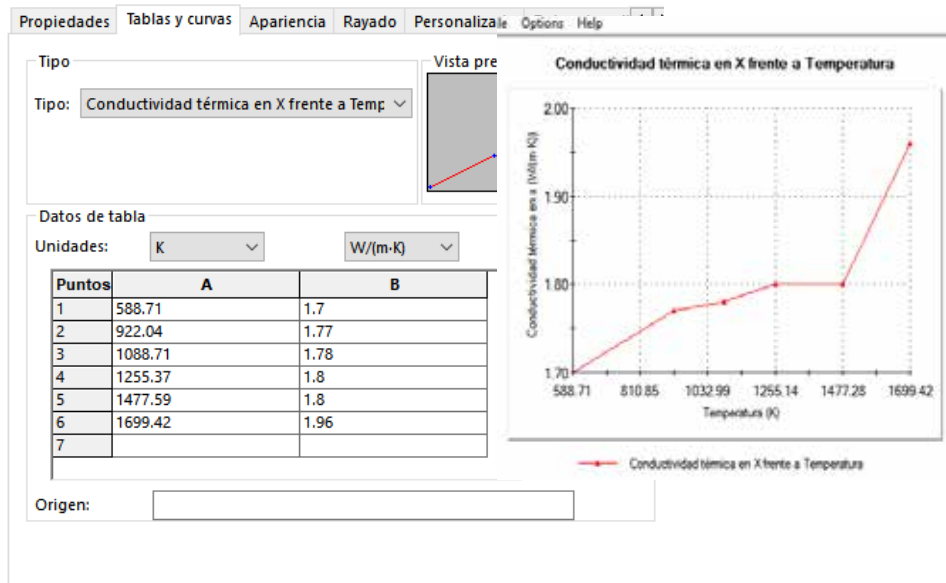 Propiedades Tablas y curvas Apariencia Rayado Personaliza
Options Help
Tipo
Tipo: Conductividad térmica en X frente a Temp
Vista pre
Datos de tabla
Unidades: K W/(m·K)
Puntos A B
1 588.71 1.7
2 922.04 1.77
3 1088.71 1.78
4 1255.37 1.8
5 1477.59 1.8
6 1699.42 1.96
7
Origen:
Conductividad térmica en X frente a Temperatura
Conductividad térmica en a (W/(m·K))
2.00
1.90
1.80
1.70
588.71 810.85 1032.99 1255.14 1477.28 1699.42
Temperatura (K)
Conductividad térmica en X frente a Temperatura